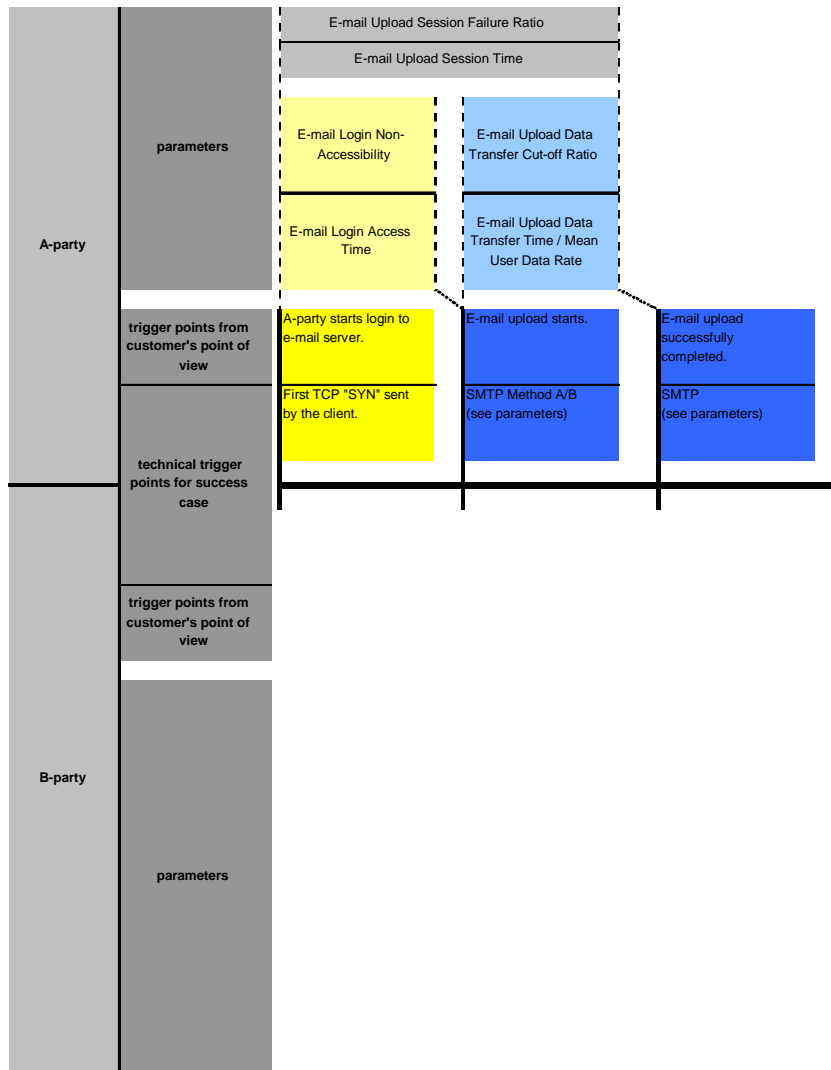 E-mail Upload Session Failure Ratio
E-mail Upload Session Time
A-party
parameters
E-mail Login Non-
Accessibility
E-mail Upload Data
Transfer Cut-off Ratio
E-mail Login Access
Time
E-mail Upload Data
Transfer Time / Mean
User Data Rate
trigger points from
customer's point of
view
A-party starts login to
e-mail server.
E-mail upload starts.
E-mail upload
successfully
completed.
technical trigger
points for success
case
First TCP "SYN" sent
by the client.
SMTP Method A/B
(see parameters)
SMTP
(see parameters)
B-party
trigger points from
customer's point of
view
parameters